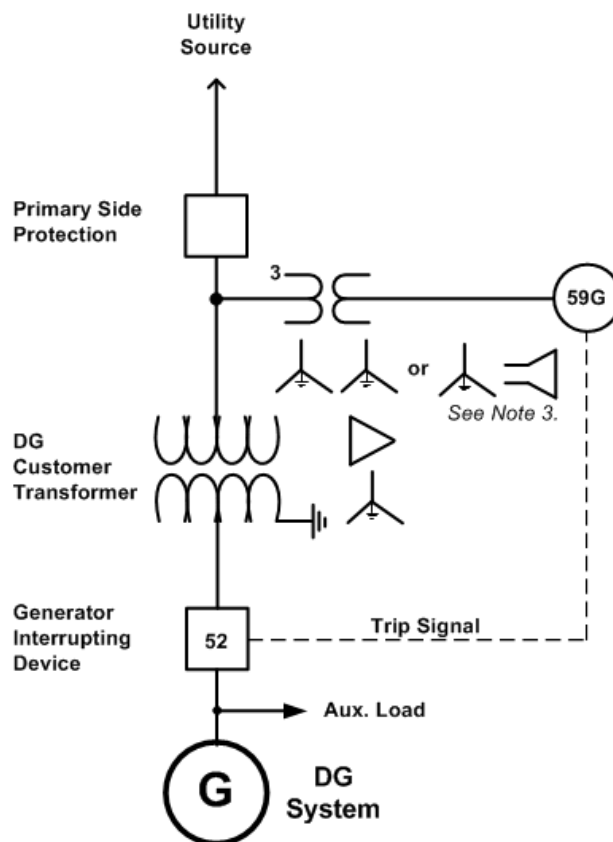 Utility
Source
Primary Side
Protection
3
59G
or
See Note 3.
DG
Customer
Transformer
Generator
Interrupting
Device
52
Trip Signal
Aux. Load
G
DG
System